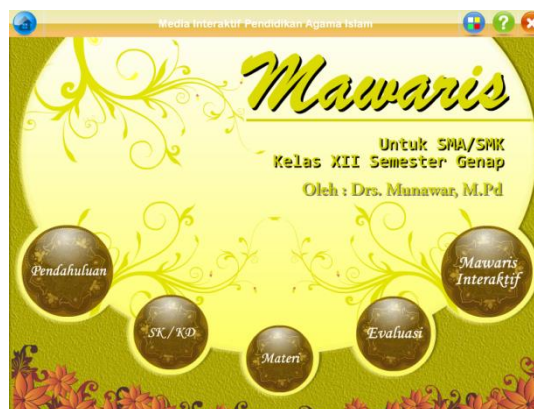 Media Interaktif Pendidikan Agama Islam
?
Mawaris
Untuk SMA/SMK
Kelas XII Semester Genap
Oleh : Drs. Munawar, M.Pd
Pendahuluan
SK / KD
Materi
Evaluasi
Mawaris
Interaktif